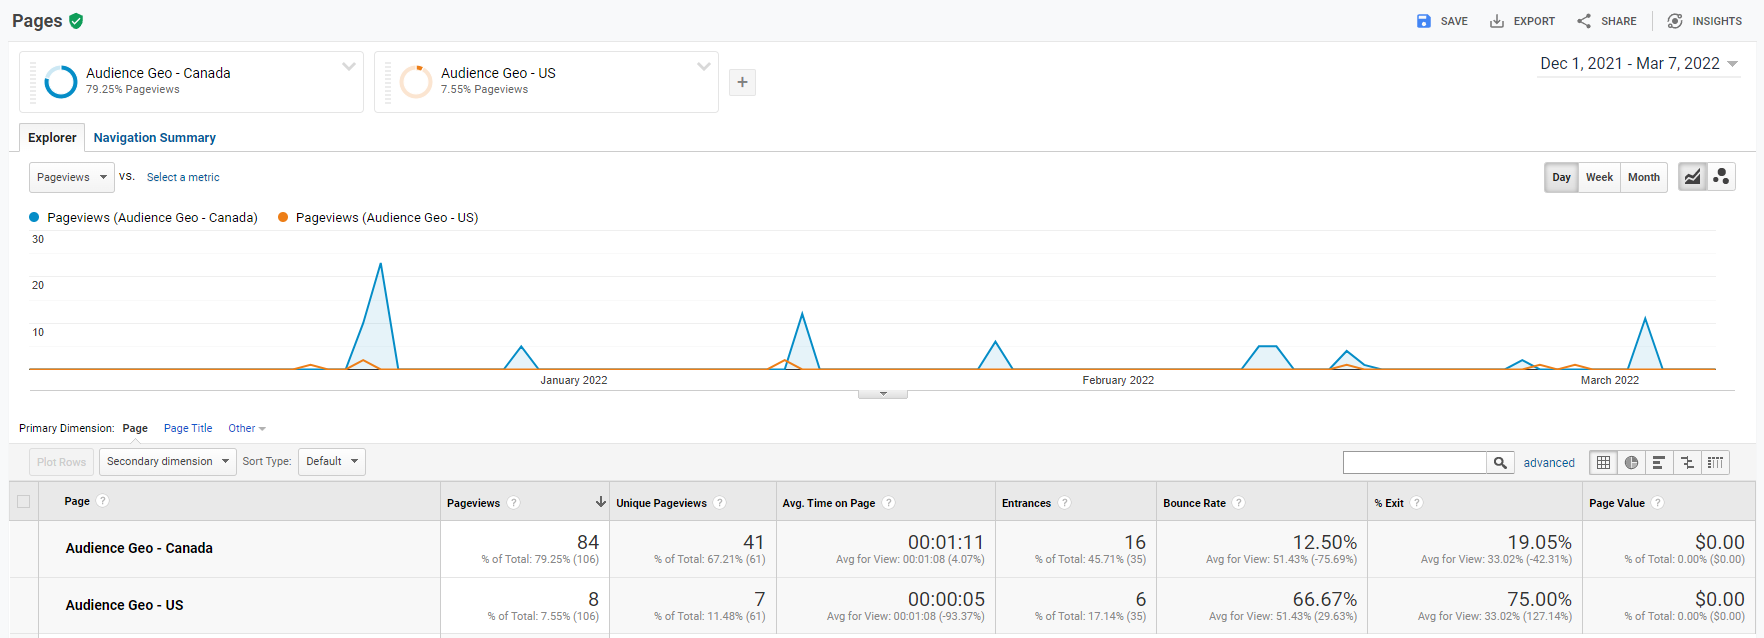 Pages
SAVE EXPORT SHARE INSIGHTS
Audience Geo - Canada
79.25% Pageviews
Audience Geo - US
7.55% Pageviews
+
Dec 1, 2021 - Mar 7, 2022
Explorer Navigation Summary
Pageviews VS. Select a metric
Day Week Month
Pageviews (Audience Geo - Canada) Pageviews (Audience Geo - US)
30
20
10
January 2022 February 2022 March 2022
Primary Dimension: Page Page Title Other
Plot Rows Secondary dimension Sort Type: Default advanced
Page ? Pageviews ? Unique Pageviews ? Avg. Time on Page ? Entrances ? Bounce Rate ? % Exit ? Page Value ?
Audience Geo - Canada 84 41 00:01:11 16 12.50% 19.05% $0.00
% of Total: 79.25% (106) % of Total: 67.21% (61) Avg for View: 00:01:08 (4.07%) % of Total: 45.71% (35) Avg for View: 51.43% (-75.69%) Avg for View: 33.02% (-42.31%) % of Total: 0.00% ($0.00)
Audience Geo - US 8 7 00:00:05 6 66.67% 75.00% $0.00
% of Total: 7.55% (106) % of Total: 11.48% (61) Avg for View: 00:01:08 (-93.37%) % of Total: 17.14% (35) Avg for View: 51.43% (29.63%) Avg for View: 33.02% (127.14%) % of Total: 0.00% ($0.00)